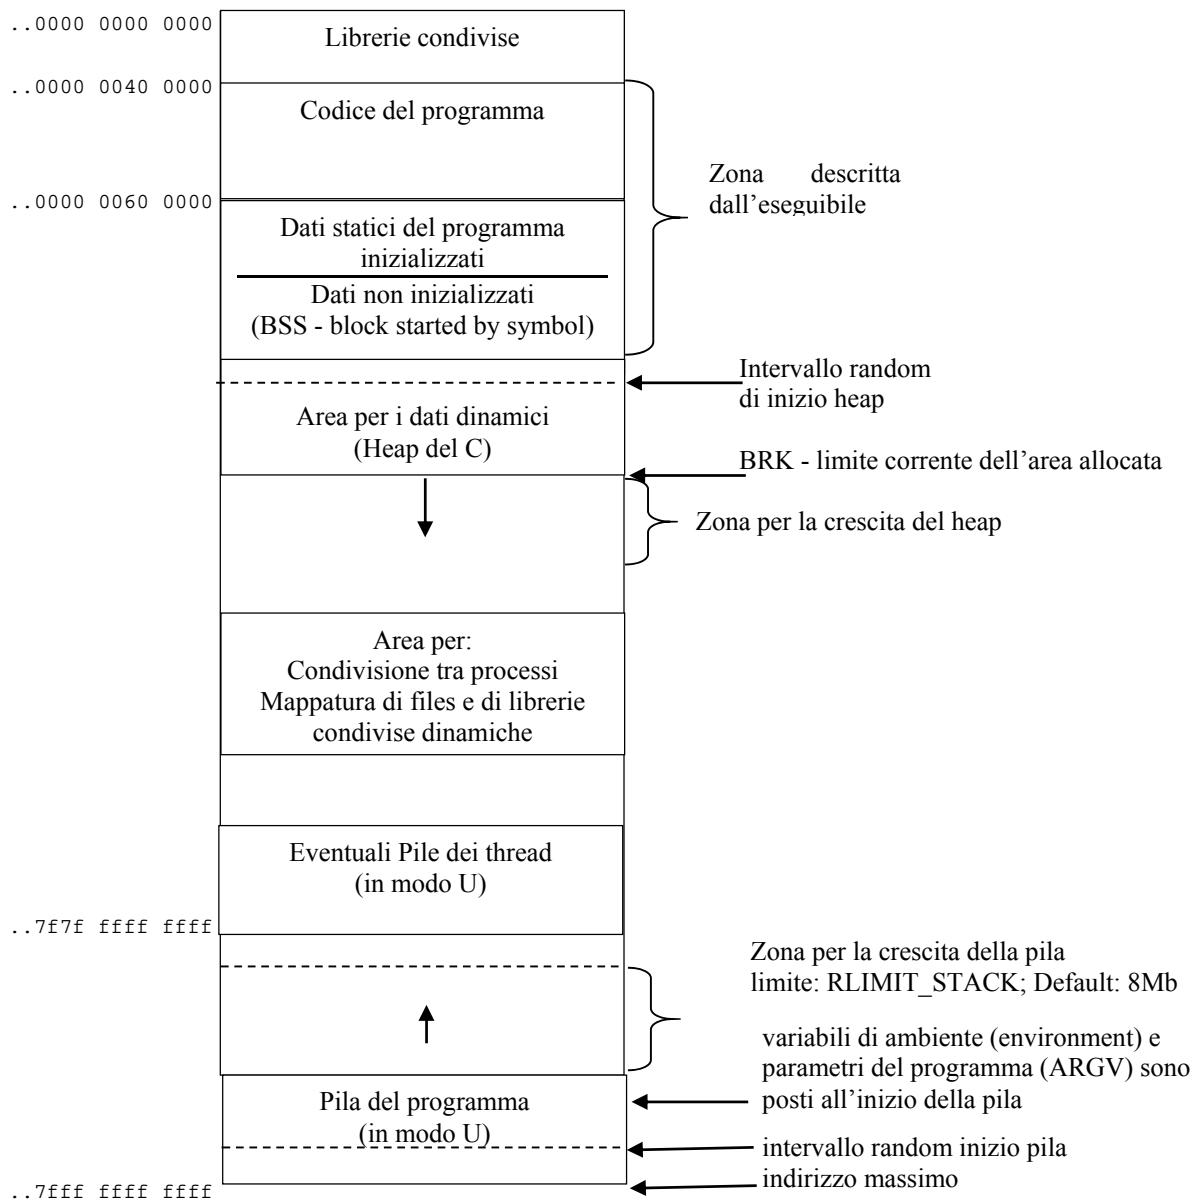 ..0000 0000 0000
Librerie condivise
..0000 0040 0000
Codice del programma
Zona descritta
dall'eseguibile
..0000 0060 0000
Dati statici del programma
inizializzati
Dati non inizializzati
(BSS - block started by symbol)
Intervallo random
di inizio heap
Area per i dati dinamici
(Heap del C)
BRK - limite corrente dell'area allocata
Zona per la crescita del heap
Area per:
Condivisione tra processi
Mappatura di files e di librerie
condivise dinamiche
Eventuali Pile dei thread
(in modo U)
..7f7f ffff ffff
Zona per la crescita della pila
limite: RLIMIT_STACK; Default: 8Mb
variabili di ambiente (environment) e
parametri del programma (ARGV) sono
posti all'inizio della pila
Pila del programma
(in modo U)
intervallo random inizio pila
indirizzo massimo
..7fff ffff ffff